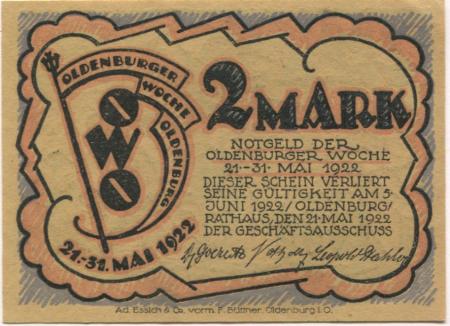 OLDENBURGER
WOCHE
OLDENBURG
OWO
21.-31. MAI 1922
2 MARK
NOTGELD DER
OLDENBURGER WOCHE
21.-31. MAI 1922
DIESER SCHEIN VERLIERT
SEINE GÜLTIGKEIT AM 5.
JUNI 1922/OLDENBURG/
RATHAUS, DEN 21. MAI 1922
DER GESCHÄFTSAUSSCHUSS
Ad. Essich & Co. vorm. F. Büttner, Oldenburg i. O.